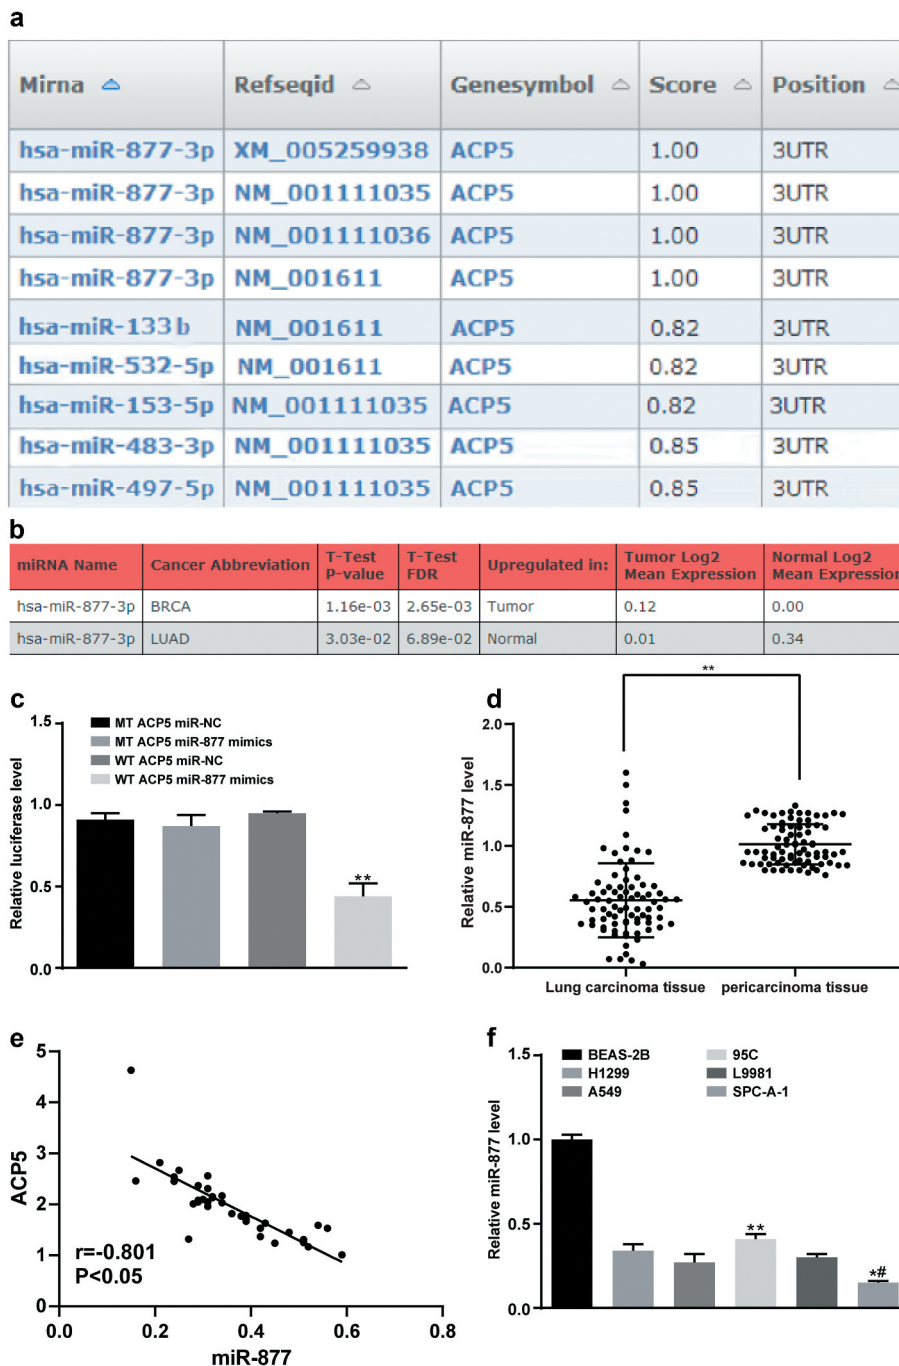 a
Mirna Refseqid Genesymbol Score Position
hsa-miR-877-3p XM_005259938 ACP5 1.00 3UTR
hsa-miR-877-3p NM_001111035 ACP5 1.00 3UTR
hsa-miR-877-3p NM_001111036 ACP5 1.00 3UTR
hsa-miR-877-3p NM_001611 ACP5 1.00 3UTR
hsa-miR-133b NM_001611 ACP5 0.82 3UTR
hsa-miR-532-5p NM_001611 ACP5 0.82 3UTR
hsa-miR-153-5p NM_001111035 ACP5 0.82 3UTR
hsa-miR-483-3p NM_001111035 ACP5 0.85 3UTR
hsa-miR-497-5p NM_001111035 ACP5 0.85 3UTR
b
miRNA Name Cancer Abbreviation T-Test P-value T-Test FDR Upregulated in: Tumor Log2 Mean Expression Normal Log2 Mean Expression
hsa-miR-877-3p BRCA 1.16e-03 2.65e-03 Tumor 0.12 0.00
hsa-miR-877-3p LUAD 3.03e-02 6.89e-02 Normal 0.01 0.34
c
Relative luciferase level
1.5
1.0
0.5
0.0
MT ACP5 miR-NC
MT ACP5 miR-877 mimics
WT ACP5 miR-NC
WT ACP5 miR-877 mimics
**
d
**
Relative miR-877 level
2.0
1.5
1.0
0.5
0.0
Lung carcinoma tissue
pericarcinoma tissue
e
ACP5
5
4
3
2
1
0
r=-0.801
P<0.05
0.0 0.2 0.4 0.6 0.8
miR-877
f
Relative miR-877 level
1.5
1.0
0.5
0.0
BEAS-2B
H1299
A549
95C
L9981
SPC-A-1
**
*#